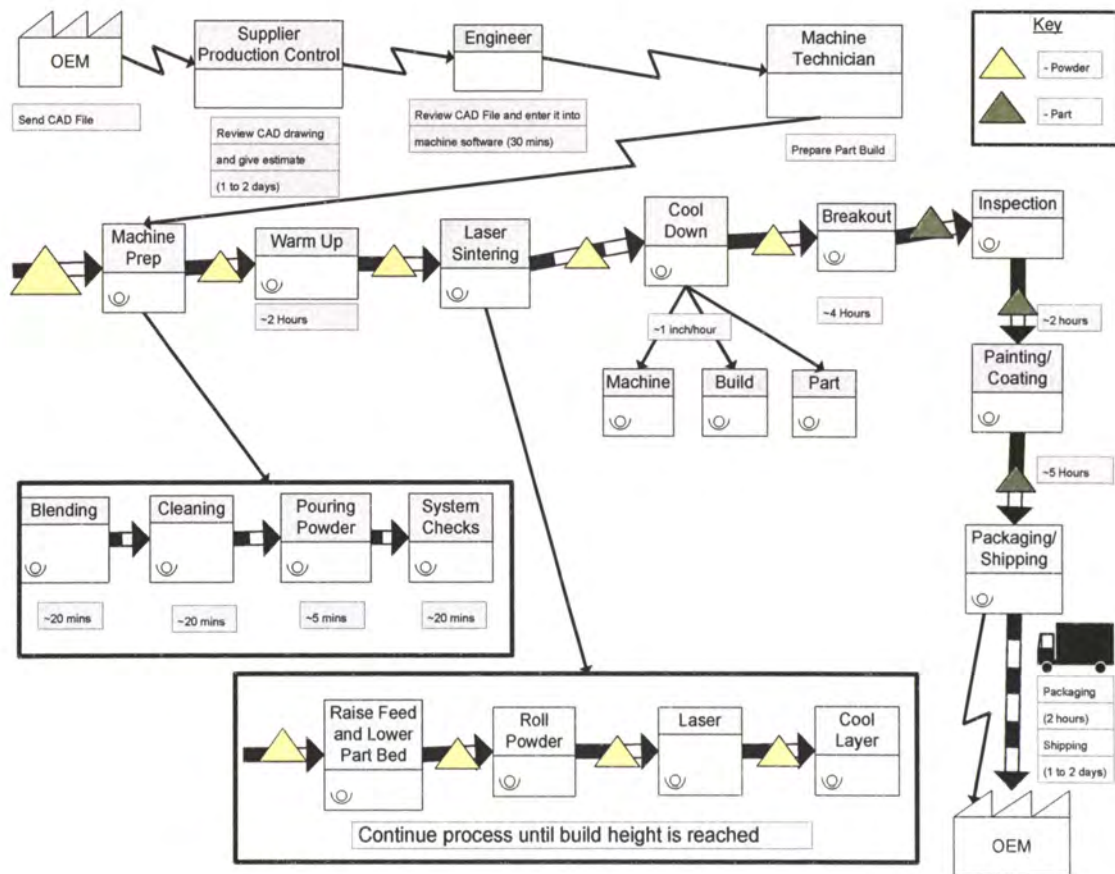 OEM
Send CAD File
Supplier
Production Control
Review CAD drawing
and give estimate
(1 to 2 days)
Engineer
Review CAD File and enter it into
machine software (30 mins)
Machine
Technician
Prepare Part Build
Key
- Powder
- Part
Machine
Prep
Warm Up
~2 Hours
Laser
Sintering
Cool
Down
~1 inch/hour
Machine
Build
Part
Breakout
~4 Hours
Inspection
~2 hours
Painting/
Coating
~5 Hours
Packaging/
Shipping
Packaging
(2 hours)
Shipping
(1 to 2 days)
OEM
Blending
~20 mins
Cleaning
~20 mins
Pouring
Powder
~5 mins
System
Checks
~20 mins
Raise Feed
and Lower
Part Bed
Roll
Powder
Laser
Cool
Layer
Continue process until build height is reached